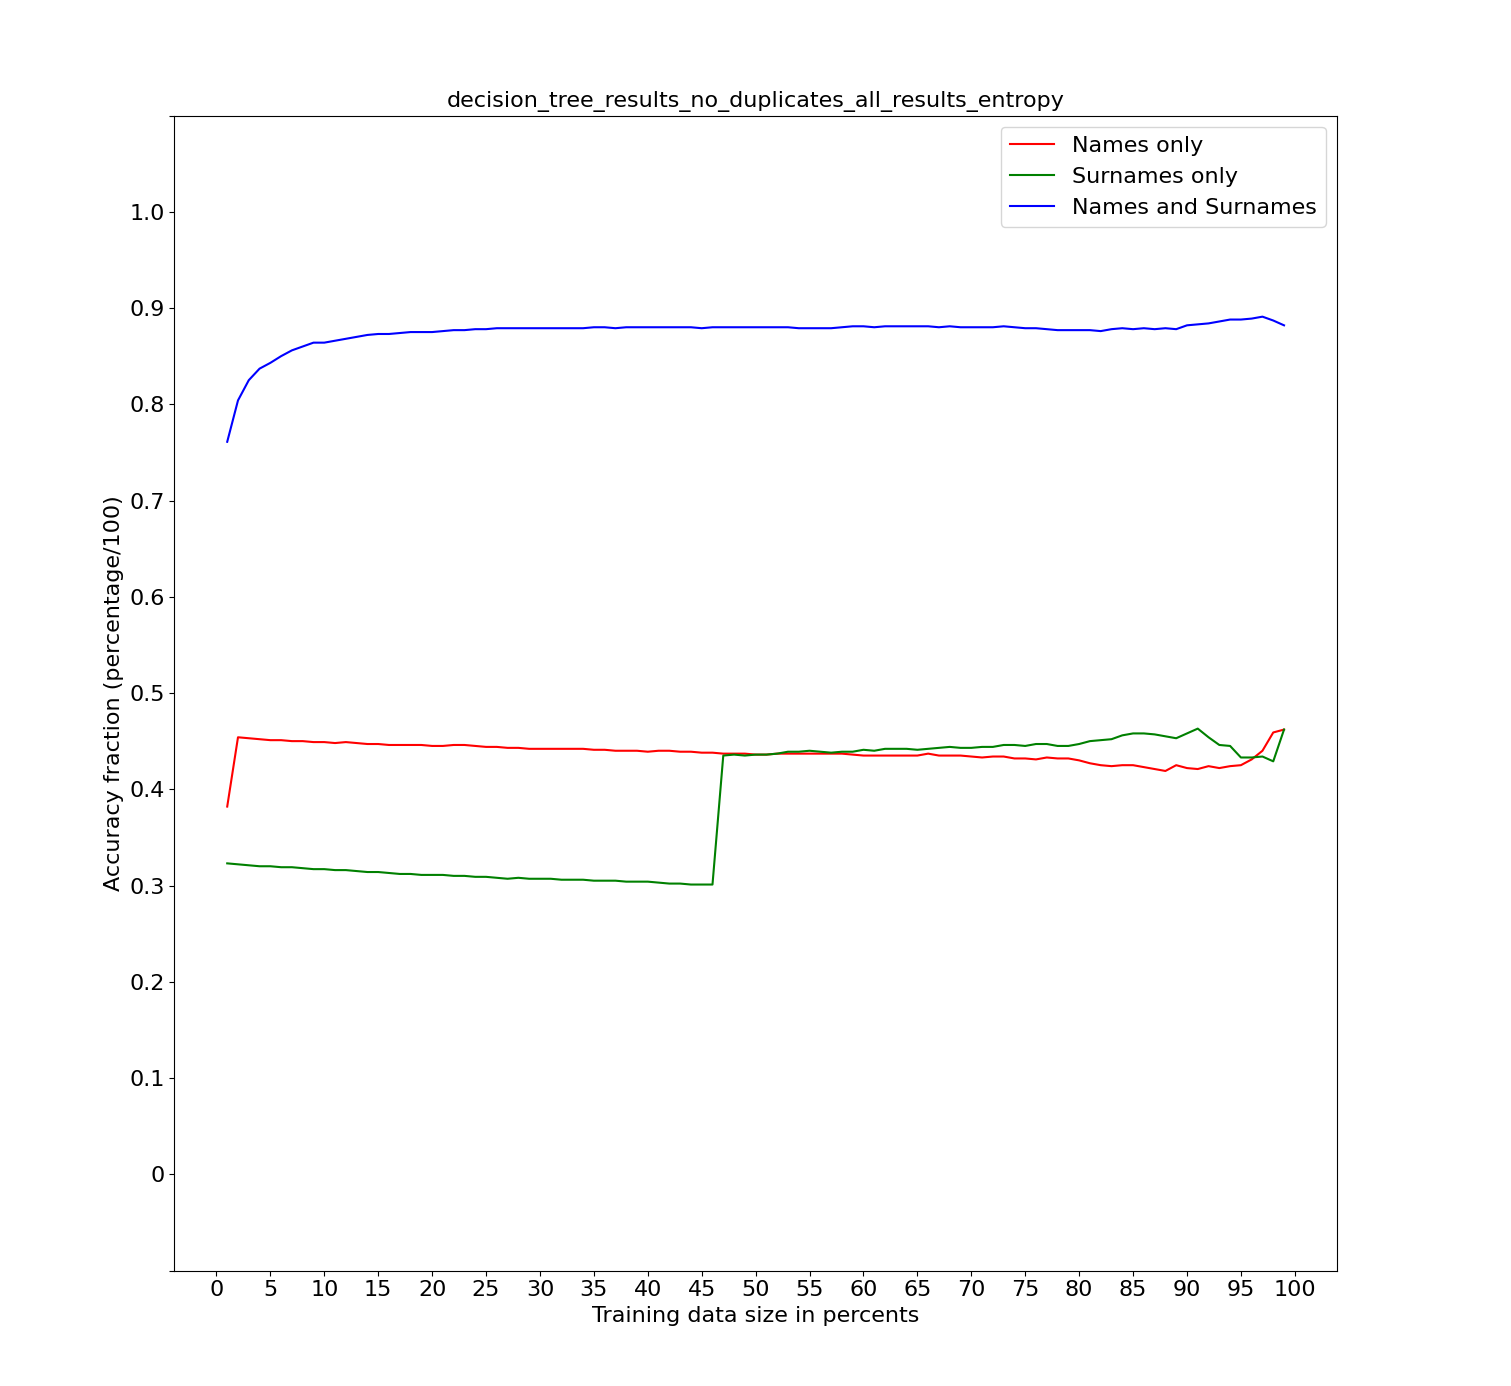 decision_tree_results_no_duplicates_all_results_entropy
Names only
Surnames only
Names and Surnames
Accuracy fraction (percentage/100)
1.0
0.9
0.8
0.7
0.6
0.5
0.4
0.3
0.2
0.1
0
0 5 10 15 20 25 30 35 40 45 50 55 60 65 70 75 80 85 90 95 100
Training data size in percents